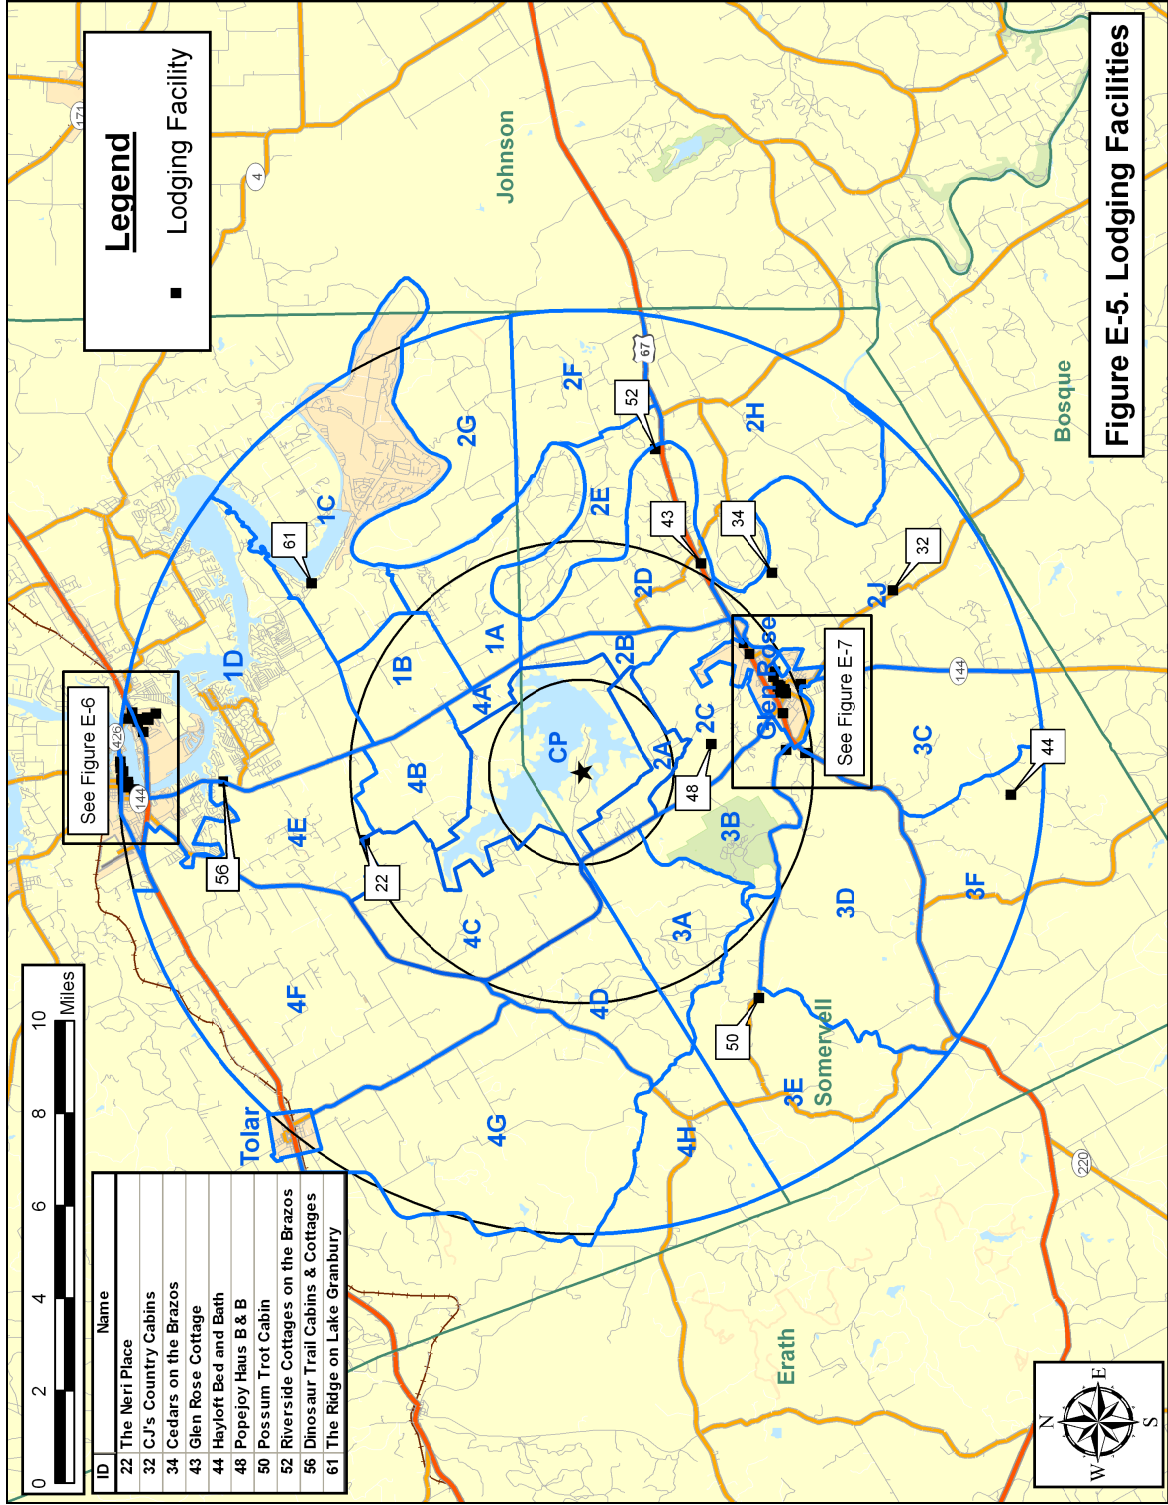 Legend
Lodging Facility
Figure E-5. Lodging Facilities
0 2 4 6 8 10
Miles
ID Name
22 The Neri Place
32 CJ's Country Cabins
34 Cedars on the Brazos
43 Glen Rose Cottage
44 Hayloft Bed and Bath
48 Popejoy Haus B & B
50 Possum Trot Cabin
52 Riverside Cottages on the Brazos
56 Dinosaur Trail Cabins & Cottages
61 The Ridge on Lake Granbury
See Figure E-6
See Figure E-7
Johnson
Bosque
Somervell
Erath
Tolar
Glen Rose
CP
1A
1B
1C
1D
2A
2B
2C
2D
2E
2F
2G
2H
2J
3A
3B
3C
3D
3E
3F
4A
4B
4C
4D
4E
4F
4G
4H
61
56
22
52
43
34
32
48
50
44
171
4
67
144
426
144
220
N
E
S
W